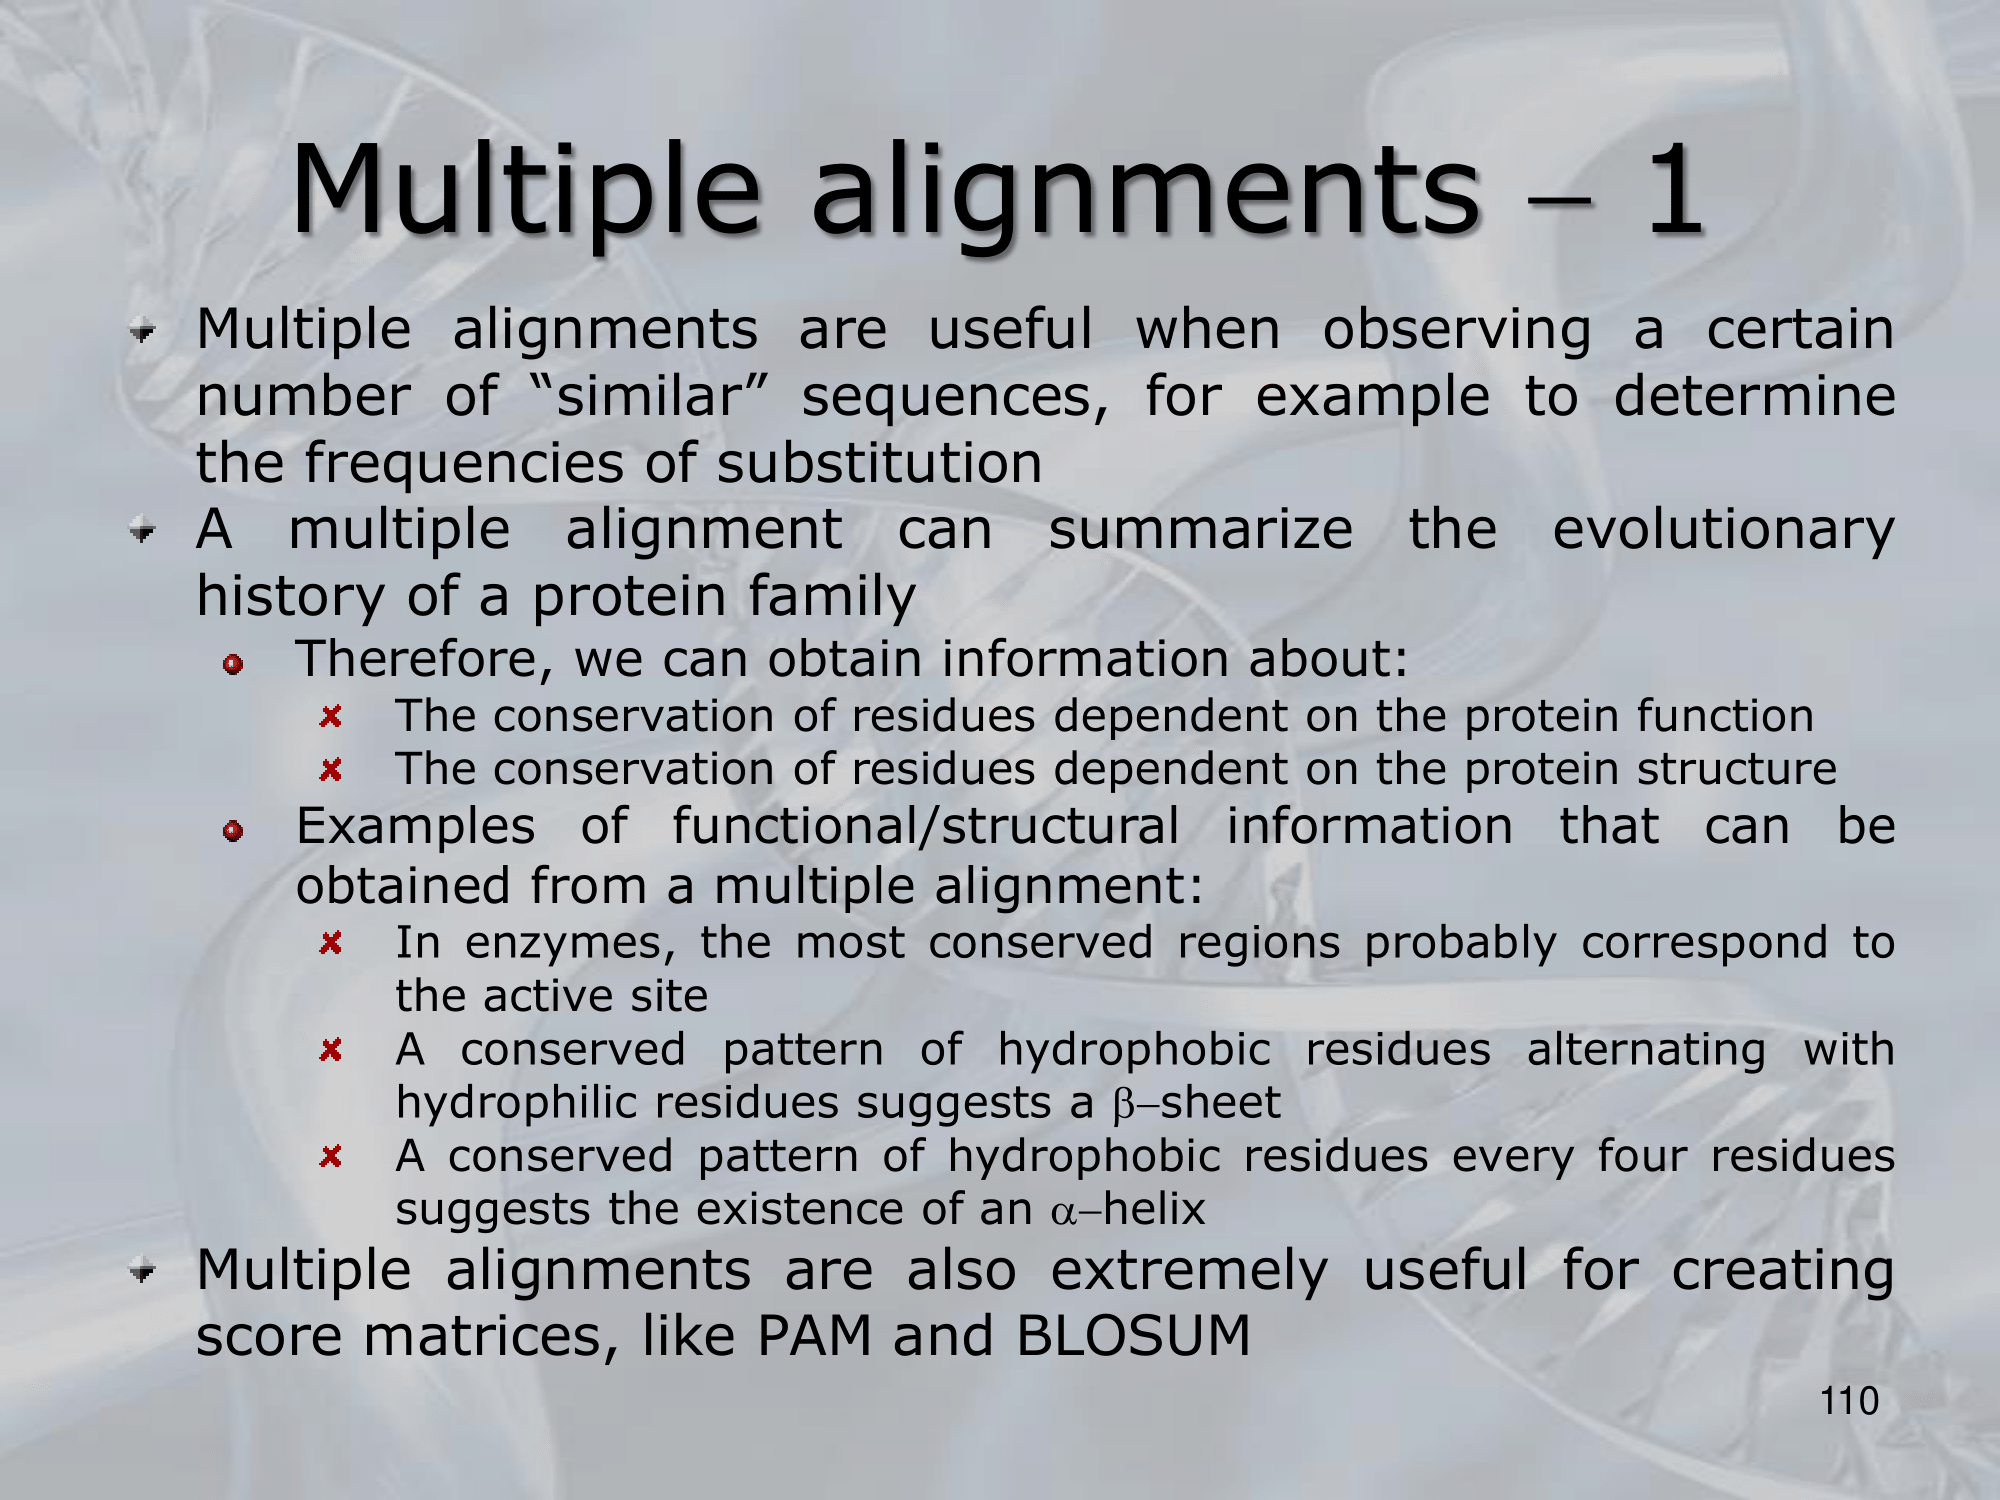 Multiple alignments – 1
Multiple alignments are useful when observing a certain
number of “similar” sequences, for example to determine
the frequencies of substitution
A multiple alignment can summarize the evolutionary
history of a protein family
Therefore, we can obtain information about:
The conservation of residues dependent on the protein function
The conservation of residues dependent on the protein structure
Examples of functional/structural information that can be
obtained from a multiple alignment:
In enzymes, the most conserved regions probably correspond to
the active site
A conserved pattern of hydrophobic residues alternating with
hydrophilic residues suggests a β–sheet
A conserved pattern of hydrophobic residues every four residues
suggests the existence of an α–helix
Multiple alignments are also extremely useful for creating
score matrices, like PAM and BLOSUM
110